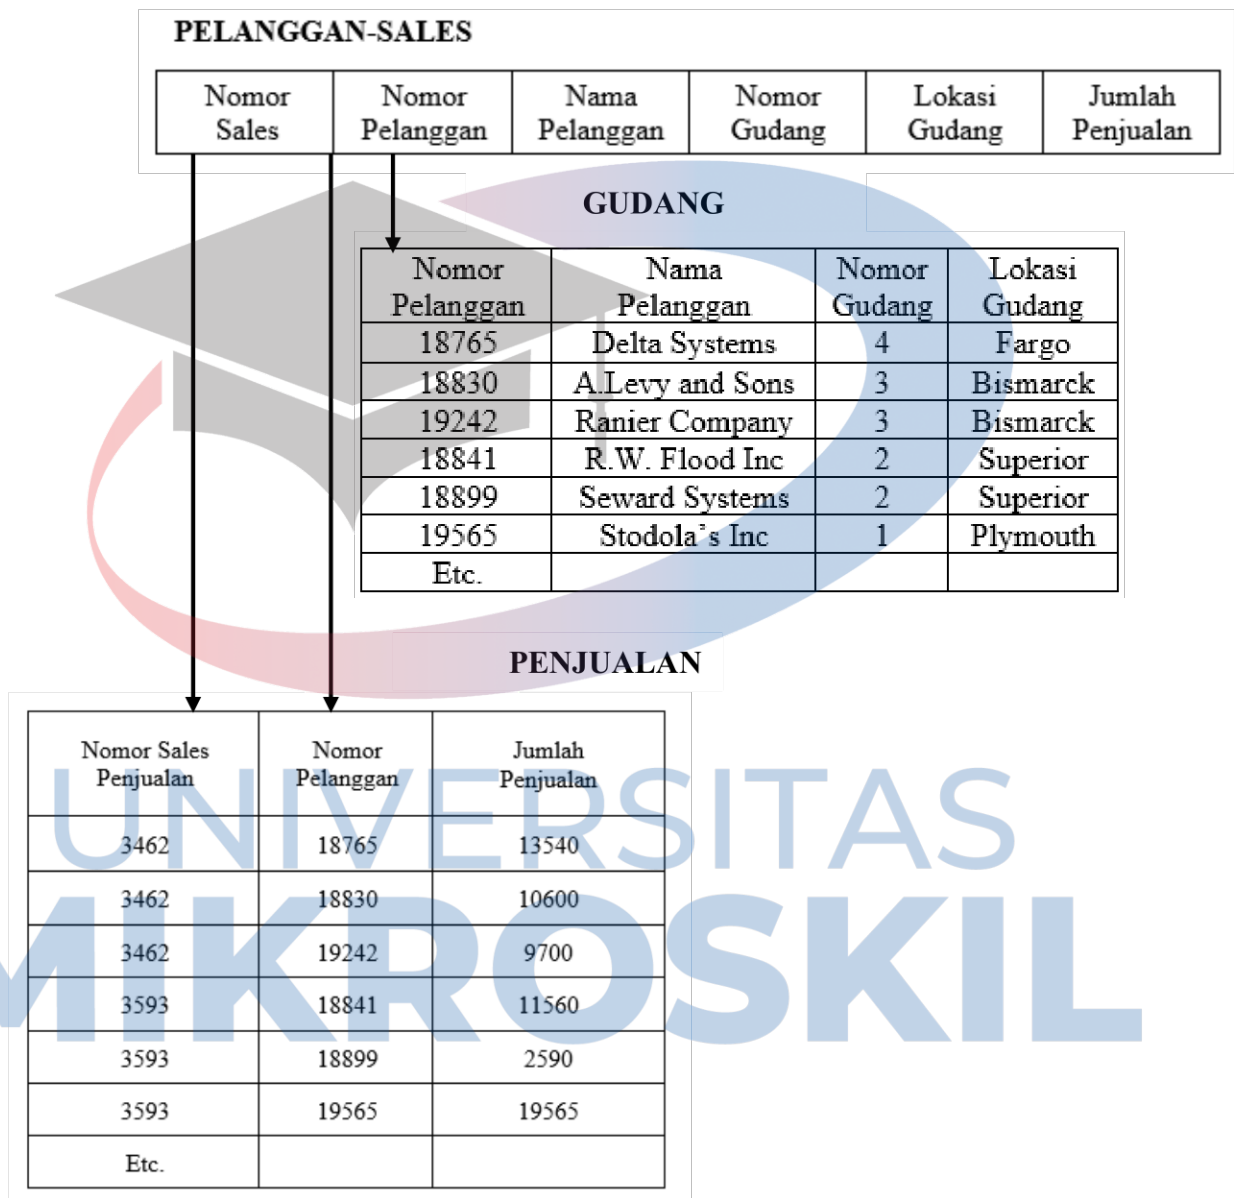 PELANGGAN-SALES
Nomor Sales Nomor Pelanggan Nama Pelanggan Nomor Gudang Lokasi Gudang Jumlah Penjualan
GUDANG
Nomor Pelanggan Nama Pelanggan Nomor Gudang Lokasi Gudang
18765 Delta Systems 4 Fargo
18830 A.Levy and Sons 3 Bismarck
19242 Ranier Company 3 Bismarck
18841 R.W. Flood Inc 2 Superior
18899 Seward Systems 2 Superior
19565 Stodola's Inc 1 Plymouth
Etc.
PENJUALAN
Nomor Sales Penjualan Nomor Pelanggan Jumlah Penjualan
3462 18765 13540
3462 18830 10600
3462 19242 9700
3593 18841 11560
3593 18899 2590
3593 19565 19565
Etc.
UNIVERSITAS
MIKROSKIL